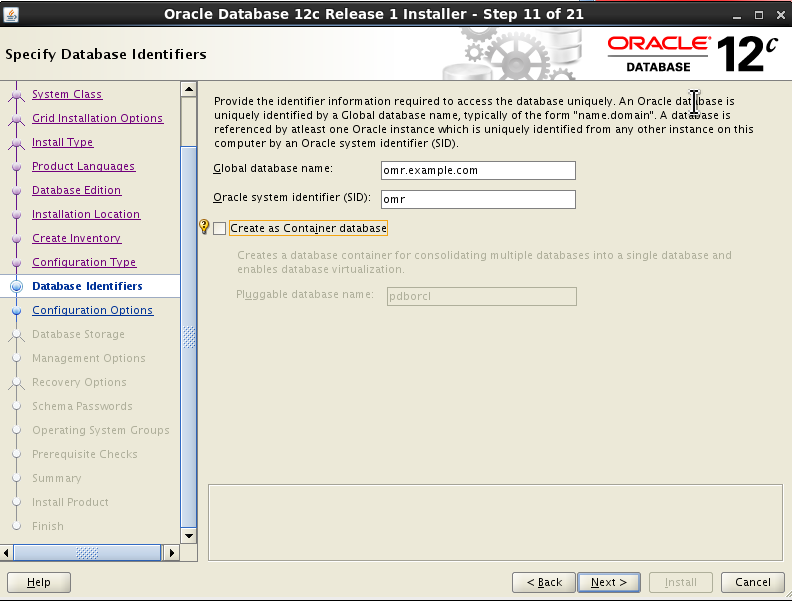 Oracle Database 12c Release 1 Installer - Step 11 of 21
Specify Database Identifiers
ORACLE®
DATABASE
12c
System Class
Grid Installation Options
Install Type
Product Languages
Database Edition
Installation Location
Create Inventory
Configuration Type
Database Identifiers
Configuration Options
Database Storage
Management Options
Recovery Options
Schema Passwords
Operating System Groups
Prerequisite Checks
Summary
Install Product
Finish
Provide the identifier information required to access the database uniquely. An Oracle database is
uniquely identified by a Global database name, typically of the form "name.domain". A database is
referenced by atleast one Oracle instance which is uniquely identified from any other instance on this
computer by an Oracle system identifier (SID).
Global database name: omr.example.com
Oracle system identifier (SID): omr
Create as Container database
Creates a database container for consolidating multiple databases into a single database and
enables database virtualization.
Pluggable database name: pdborcl
Help
< Back
Next >
Install
Cancel